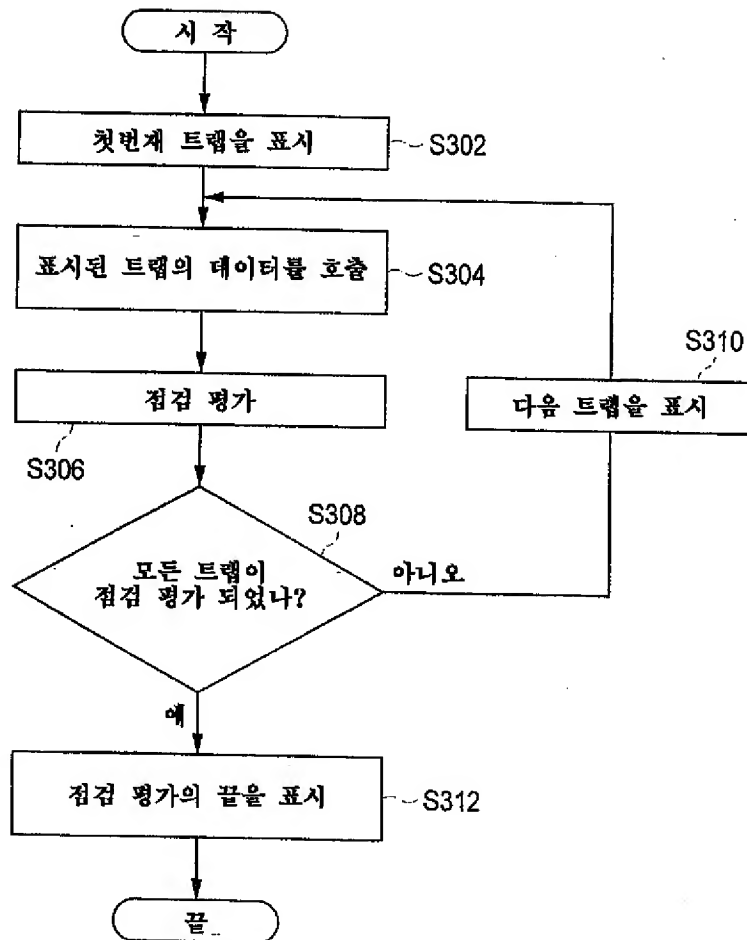 시 작
첫번재 트랩을 표시
S302
표시된 트랩의 데이터를 호출
S304
S310
다음 트랩을 표시
점검 평가
S306
S308
모든 트랩이
점검 평가 되었나?
아니오
예
점검 평가의 끝을 표시
S312
끝